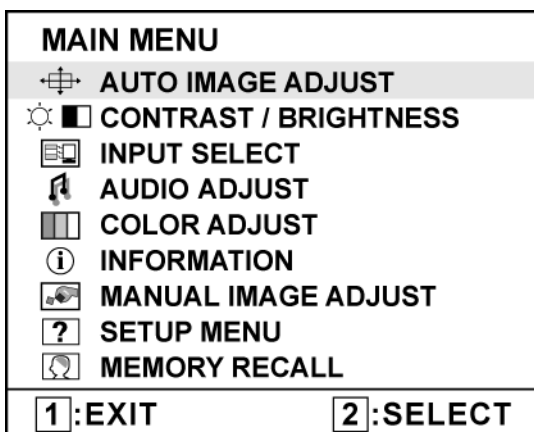 MAIN MENU
AUTO IMAGE ADJUST
CONTRAST / BRIGHTNESS
INPUT SELECT
AUDIO ADJUST
COLOR ADJUST
INFORMATION
MANUAL IMAGE ADJUST
SETUP MENU
MEMORY RECALL
1:EXIT 2:SELECT